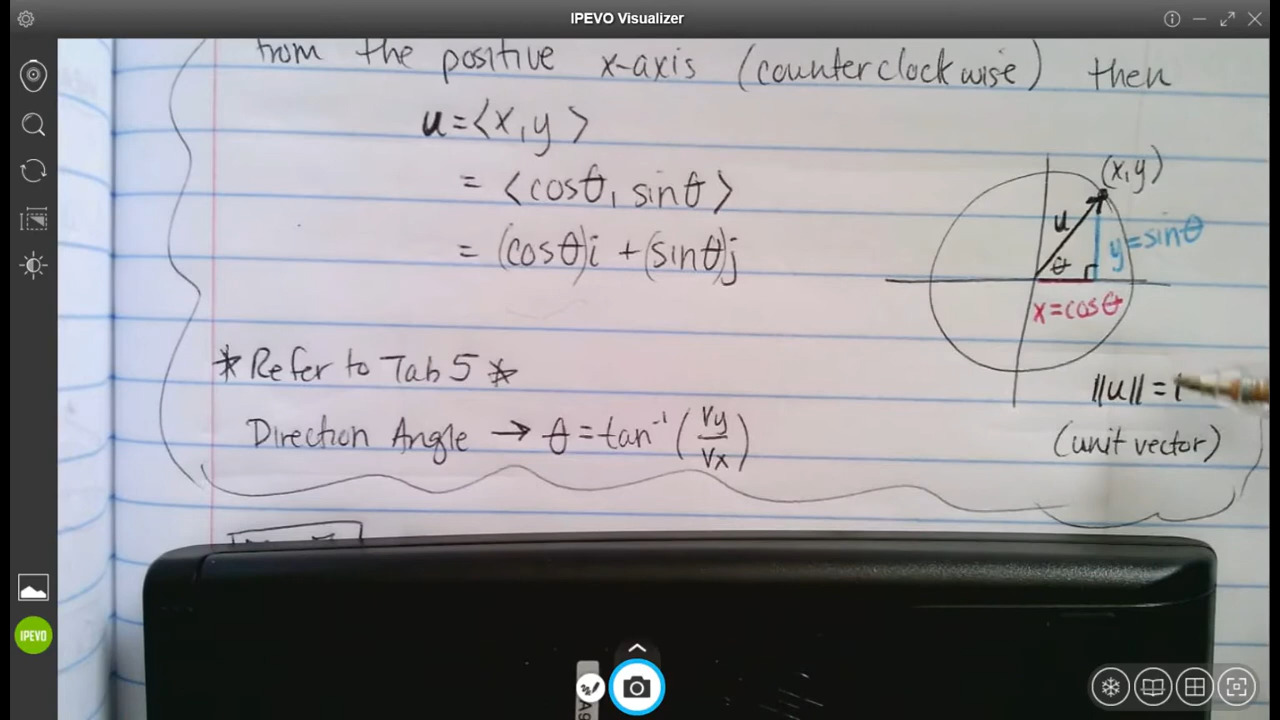 IPEVO Visualizer
from the positive x-axis (counterclockwise) then
u = <x, y>
= <cosθ, sinθ>
= (cosθ)i + (sinθ)j
(x, y)
u
θ
y = sinθ
x = cosθ
||u|| = 1
(unit vector)
*Refer to Tab 5*
Direction Angle → θ = tan⁻¹ (Vy/Vx)
IPEVO